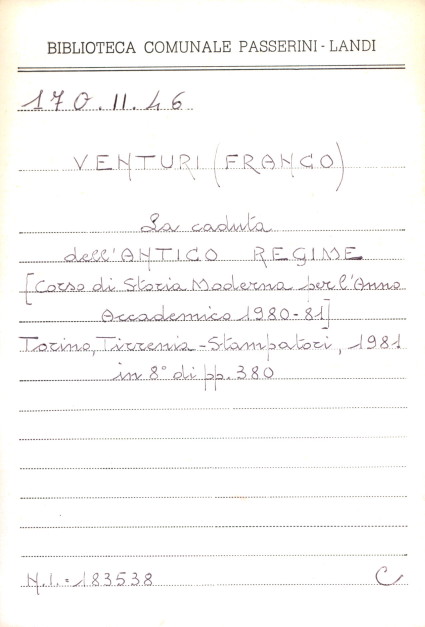 BIBLIOTECA COMUNALE PASSERINI - LANDI
170.II.46
VENTURI (FRANCO)
La caduta
dell'ANTICO REGIME
[Corso di Storia Moderna per l'Anno
Accademico 1980-81]
Torino, Tirrenia - Stampatori, 1981
in 8° di pp. 380
N.I. = 183538 C